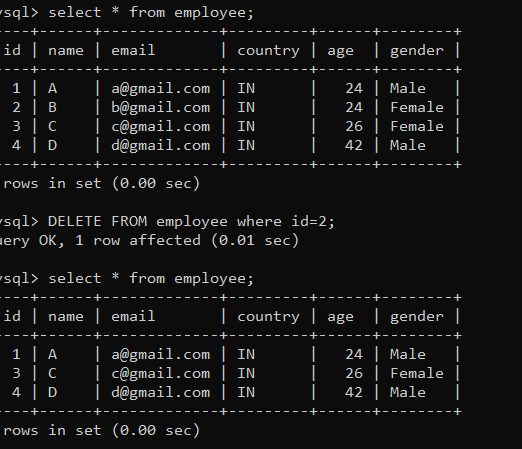 ysql> select * from employee;
----+------+-------------+---------+------+--------+
id | name | email       | country | age  | gender |
----+------+-------------+---------+------+--------+
 1 | A    | a@gmail.com | IN      |   24 | Male   |
 2 | B    | b@gmail.com | IN      |   24 | Female |
 3 | C    | c@gmail.com | IN      |   26 | Female |
 4 | D    | d@gmail.com | IN      |   42 | Male   |
----+------+-------------+---------+------+--------+
rows in set (0.00 sec)
ysql> DELETE FROM employee where id=2;
uery OK, 1 row affected (0.01 sec)
ysql> select * from employee;
----+------+-------------+---------+------+--------+
id | name | email       | country | age  | gender |
----+------+-------------+---------+------+--------+
 1 | A    | a@gmail.com | IN      |   24 | Male   |
 3 | C    | c@gmail.com | IN      |   26 | Female |
 4 | D    | d@gmail.com | IN      |   42 | Male   |
----+------+-------------+---------+------+--------+
rows in set (0.00 sec)